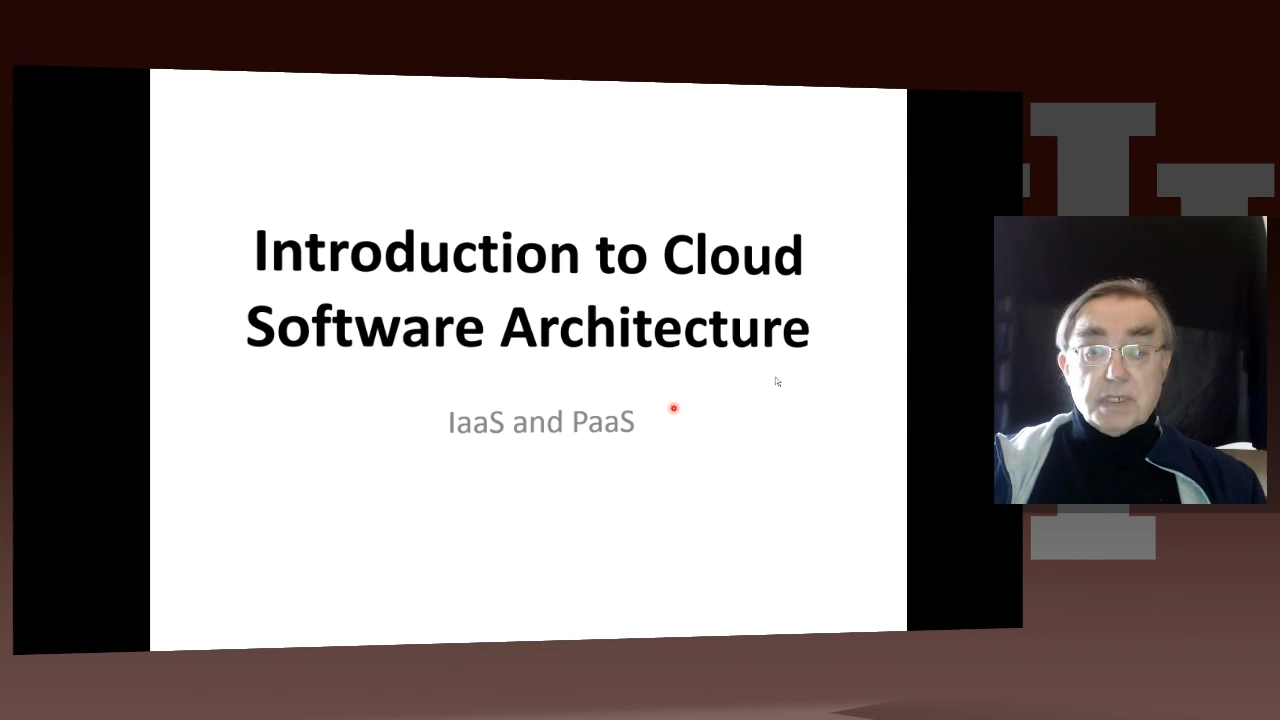 Introduction to Cloud
Software Architecture
IaaS and PaaS